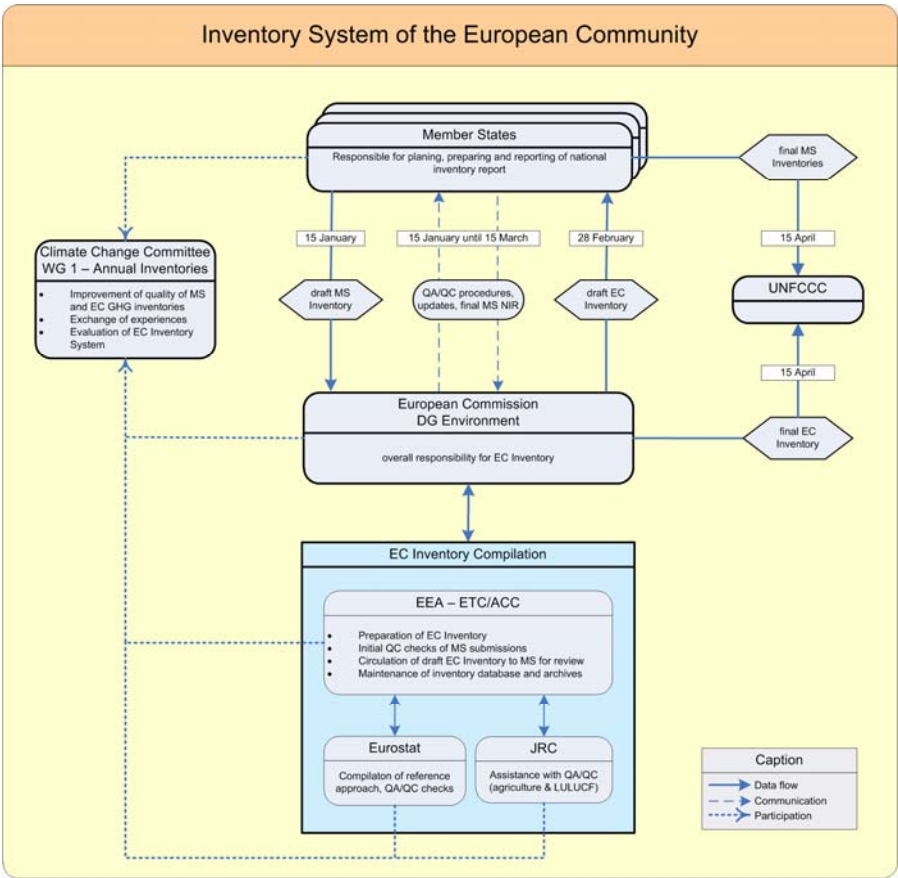 Inventory System of the European Community
Member States
Responsible for planing, preparing and reporting of national
inventory report
final MS
Inventories
15 January
15 January until 15 March
28 February
15 April
Climate Change Committee
WG 1 – Annual Inventories
• Improvement of quality of MS
and EC GHG inventories
• Exchange of experiences
• Evaluation of EC Inventory
System
draft MS
Inventory
QA/QC procedures,
updates, final MS NIR
draft EC
Inventory
UNFCCC
15 April
European Commission
DG Environment
overall responsibility for EC Inventory
final EC
Inventory
EC Inventory Compilation
EEA – ETC/ACC
• Preparation of EC Inventory
• Initial QC checks of MS submissions
• Circulation of draft EC Inventory to MS for review
• Maintenance of inventory database and archives
Eurostat
Compilaton of reference
approach, QA/QC checks
JRC
Assistance with QA/QC
(agriculture & LULUCF)
Caption
Data flow
Communication
Participation